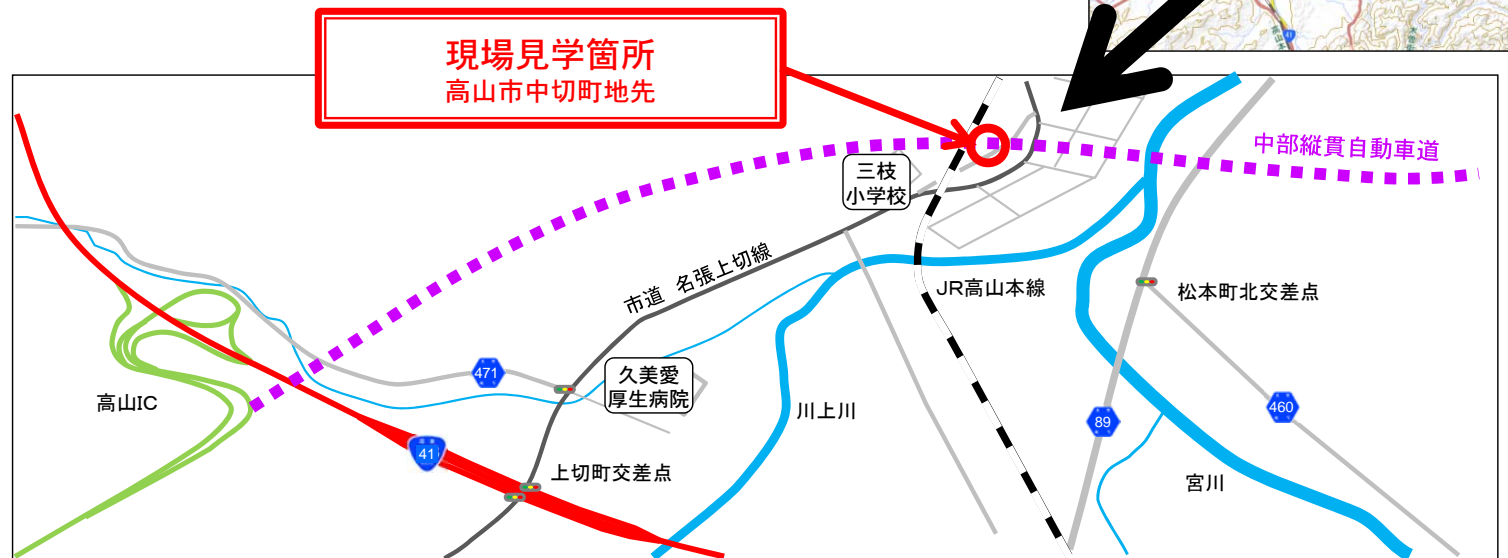 現場見学箇所
高山市中切町地先
41
中部縦貫自動車道
三枝
小学校
市道 名張上切線
JR高山本線
松本町北交差点
471
久美愛
厚生病院
高山IC
川上川
89
460
41
上切町交差点
宮川